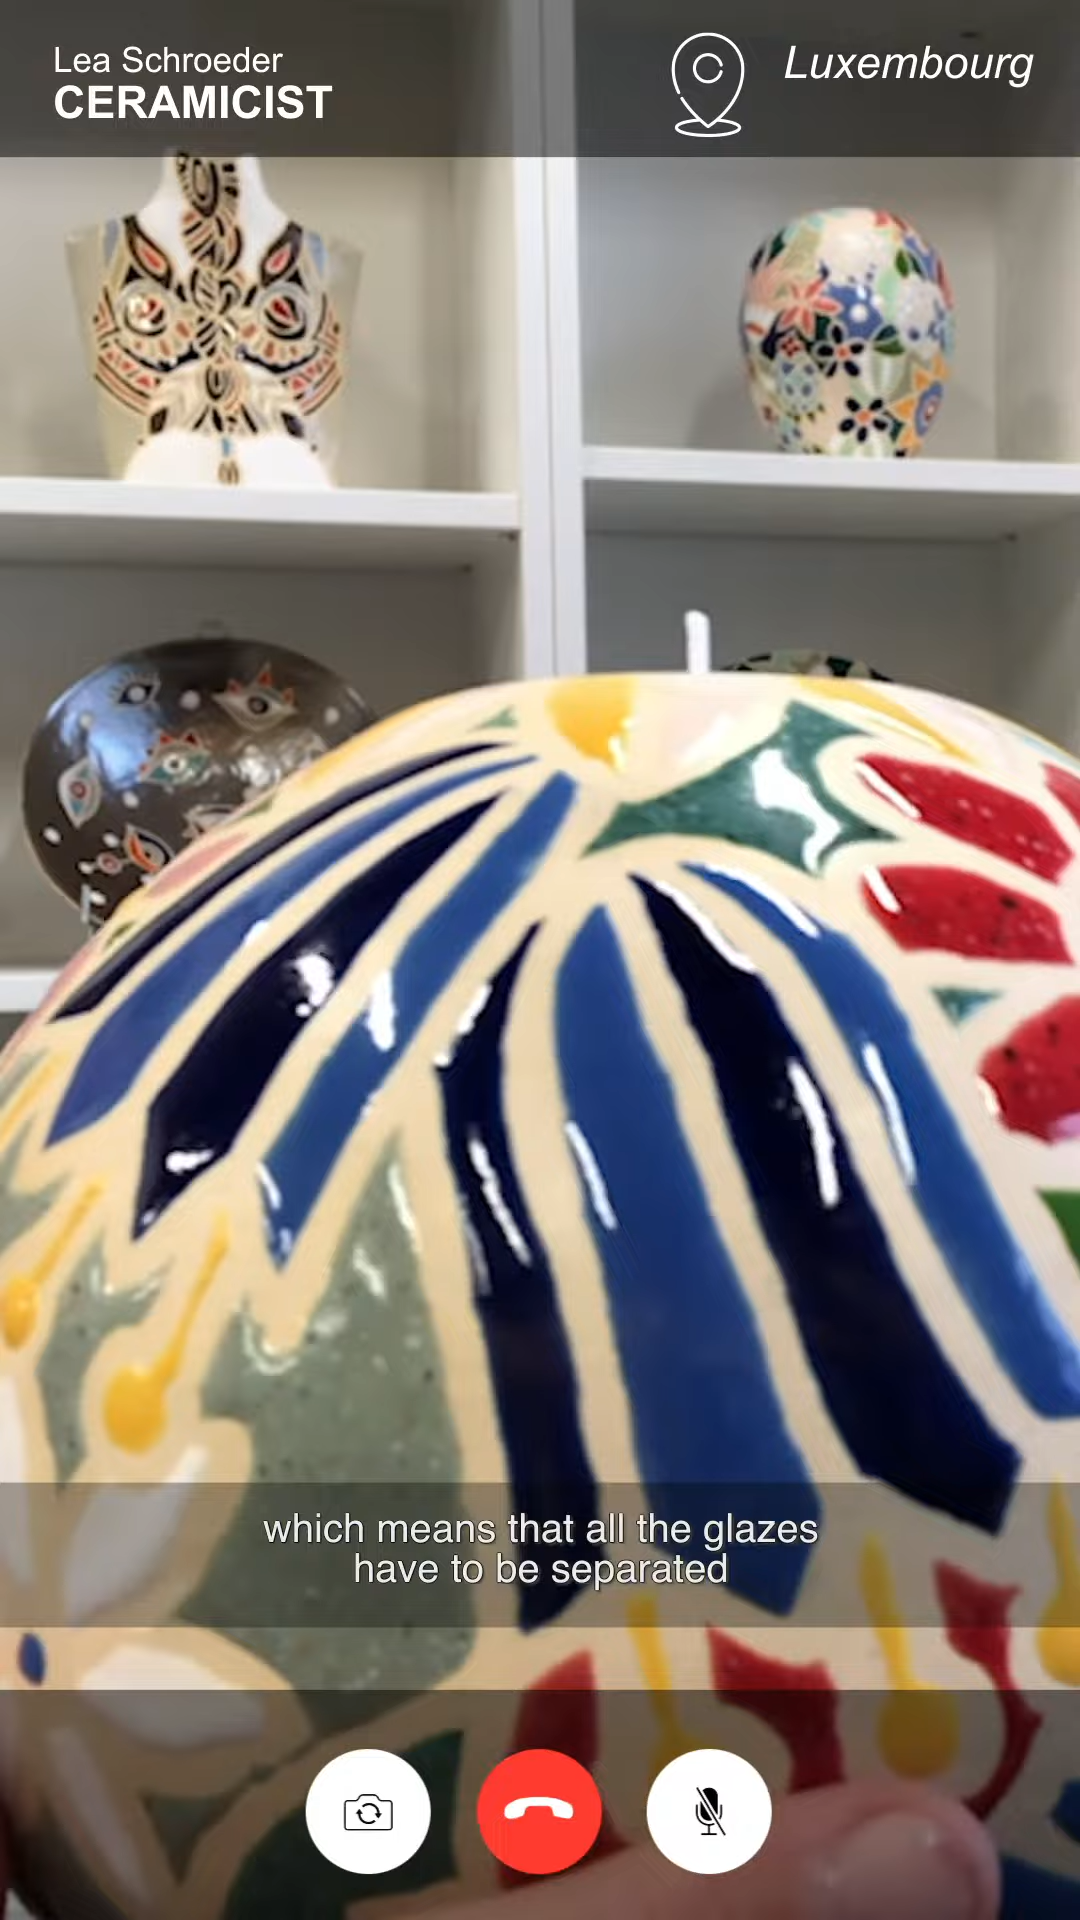 Lea Schroeder
CERAMICIST
Luxembourg
which means that all the glazes
have to be separated